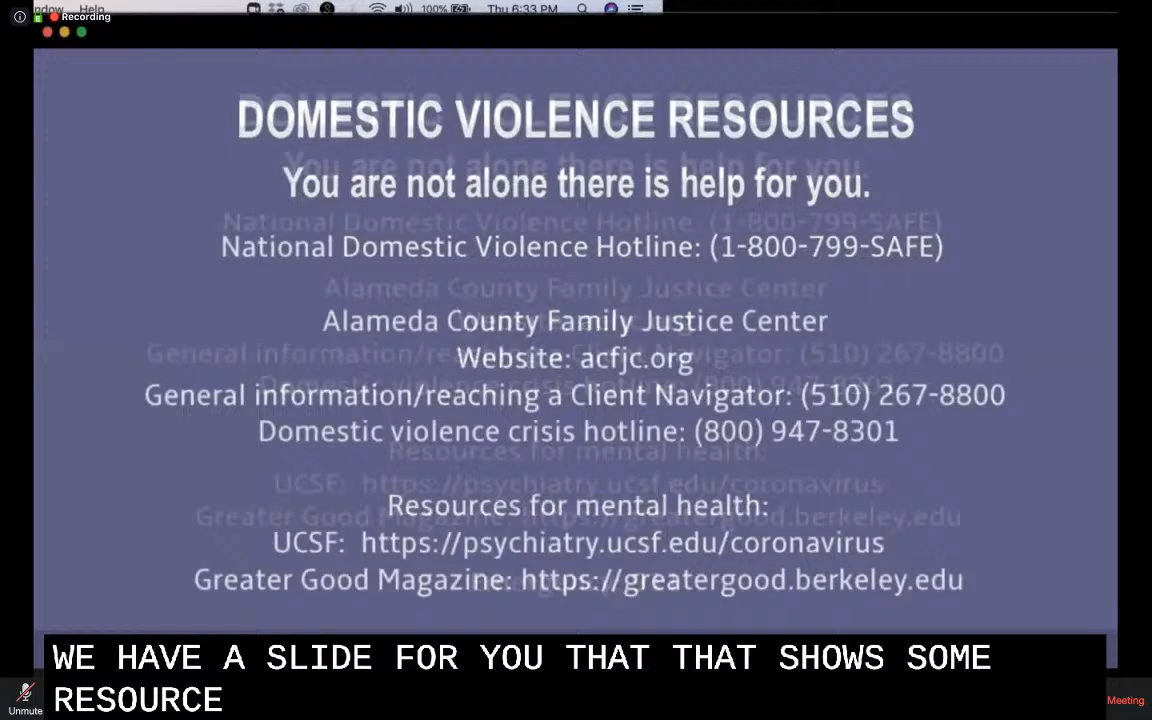 ndow Help 100% Thu 6:33 PM
Recording
DOMESTIC VIOLENCE RESOURCES
You are not alone there is help for you.
National Domestic Violence Hotline: (1-800-799-SAFE)
Alameda County Family Justice Center
Website: acfjc.org
General information/reaching a Client Navigator: (510) 267-8800
Domestic violence crisis hotline: (800) 947-8301
Resources for mental health:
UCSF: https://psychiatry.ucsf.edu/coronavirus
Greater Good Magazine: https://greatergood.berkeley.edu
WE HAVE A SLIDE FOR YOU THAT THAT SHOWS SOME
RESOURCE
Unmute
Meeting